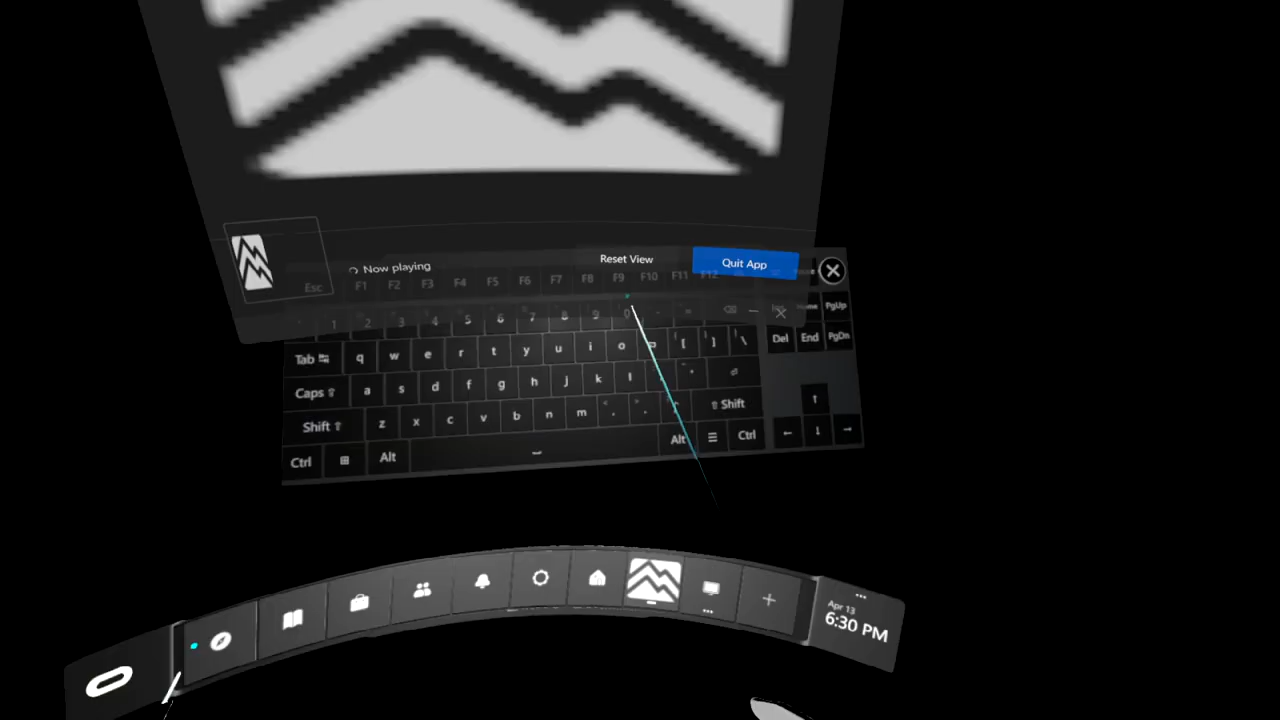 Now playing
Reset View
Quit App
Esc F1 F2 F3 F4 F5 F6 F7 F8 F9 F10 F11 F12
1 2 3 4 5 6 7 8 9 0 - = PgUp
Tab q w e r t y u i o p [ ] \ Del End PgDn
Caps a s d f g h j k l
Shift z x c v b n m , . Shift
Ctrl Alt Alt Ctrl
Apr 13
6:30 PM